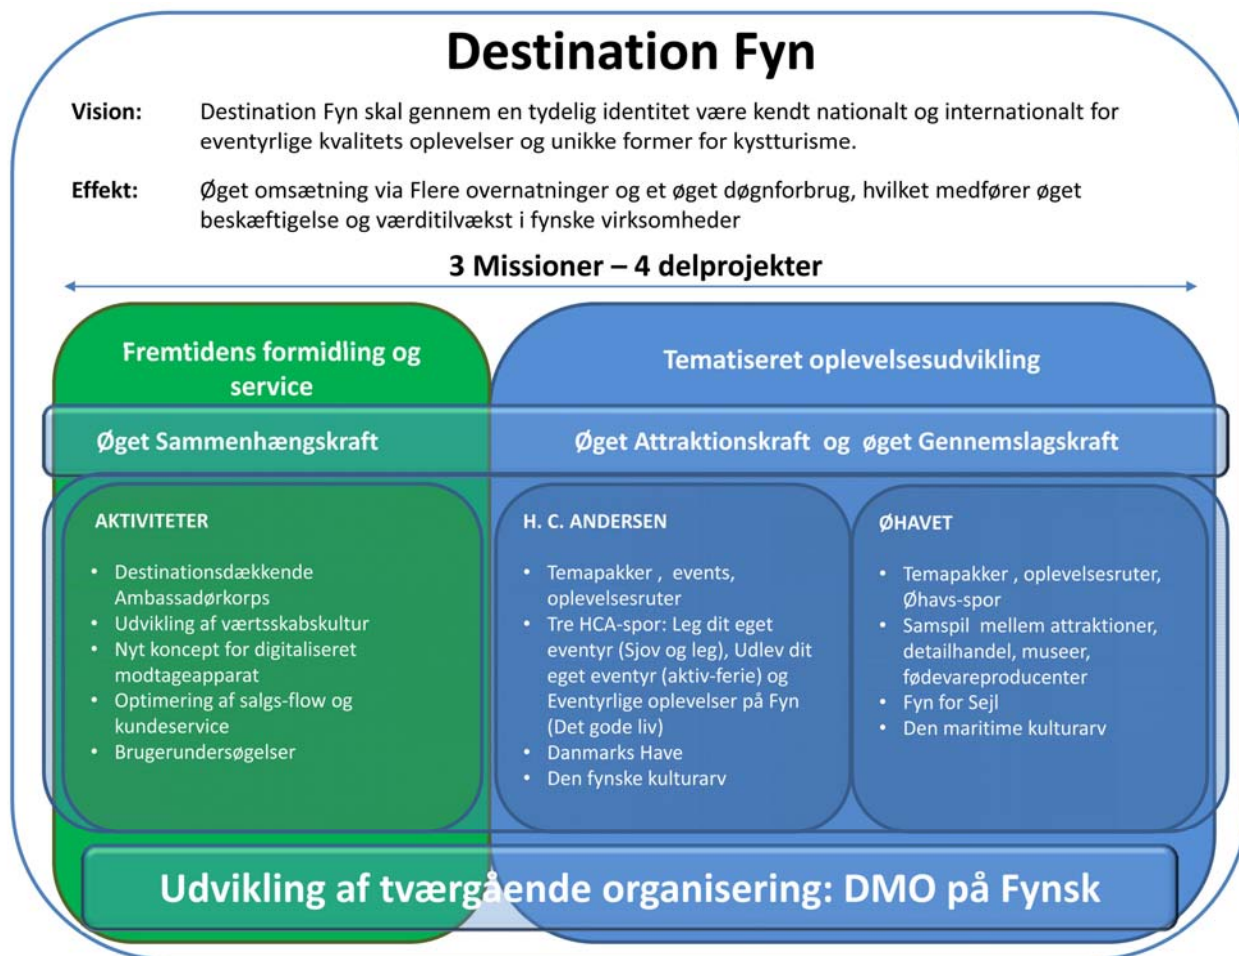 Destination Fyn
Vision: Destination Fyn skal gennem en tydelig identitet være kendt nationalt og internationalt for
eventyrlige kvalitets oplevelser og unikke former for kystturisme.
Effekt: Øget omsætning via Flere overnatninger og et øget døgnforbrug, hvilket medfører øget
beskæftigelse og værditilvækst i fynske virksomheder
3 Missioner – 4 delprojekter
Fremtidens formidling og
service
Tematiseret oplevelsesudvikling
Øget Sammenhængskraft
Øget Attraktionskraft og øget Gennemslagskraft
AKTIVITETER
• Destinationsdækkende
Ambassadørkorps
• Udvikling af værtsskabskultur
• Nyt koncept for digitaliseret
modtageapparat
• Optimering af salgs-flow og
kundeservice
• Brugerundersøgelser
H. C. ANDERSEN
• Temapakker , events,
oplevelsesruter
• Tre HCA-spor: Leg dit eget
eventyr (Sjov og leg), Udlev dit
eget eventyr (aktiv-ferie) og
Eventyrlige oplevelser på Fyn
(Det gode liv)
• Danmarks Have
• Den fynske kulturarv
ØHAVET
• Temapakker , oplevelsesruter,
Øhavs-spor
• Samspil mellem attraktioner,
detailhandel, museer,
fødevareproducenter
• Fyn for Sejl
• Den maritime kulturarv
Udvikling af tværgående organisering: DMO på Fynsk